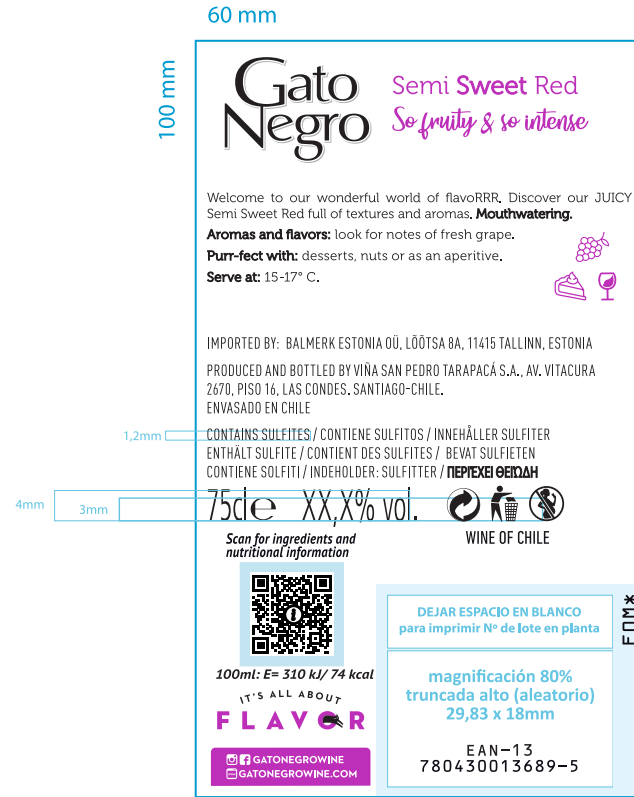 60 mm
100 mm
Gato
Negro
Semi Sweet Red
So fruity & so intense
Welcome to our wonderful world of flavoRRR. Discover our JUICY
Semi Sweet Red full of textures and aromas. Mouthwatering.
Aromas and flavors: look for notes of fresh grape.
Purr-fect with: desserts, nuts or as an aperitive.
Serve at: 15-17° C.
IMPORTED BY: BALMERK ESTONIA OÜ, LÕÕTSA 8A, 11415 TALLINN, ESTONIA
PRODUCED AND BOTTLED BY VIÑA SAN PEDRO TARAPACÁ S.A., AV. VITACURA
2670, PISO 16, LAS CONDES. SANTIAGO-CHILE.
ENVASADO EN CHILE
1,2mm
CONTAINS SULFITES / CONTIENE SULFITOS / INNEHÅLLER SULFITER
ENTHÄLT SULFITE / CONTIENT DES SULFITES / BEVAT SULFIETEN
CONTIENE SOLFITI / INDEHOLDER: SULFITTER / ΠΕΡΙΈΧΕΙ ΘΕΙΏΔΗ
4mm
3mm
75cl e XX,X% vol.
WINE OF CHILE
Scan for ingredients and
nutritional information
100ml: E= 310 kJ/ 74 kcal
IT'S ALL ABOUT
FLAVOR
GATONEGROWINE
GATONEGROWINE.COM
DEJAR ESPACIO EN BLANCO
para imprimir Nº de lote en planta
magnificación 80%
truncada alto (aleatorio)
29,83 x 18mm
EAN-13
780430013689-5